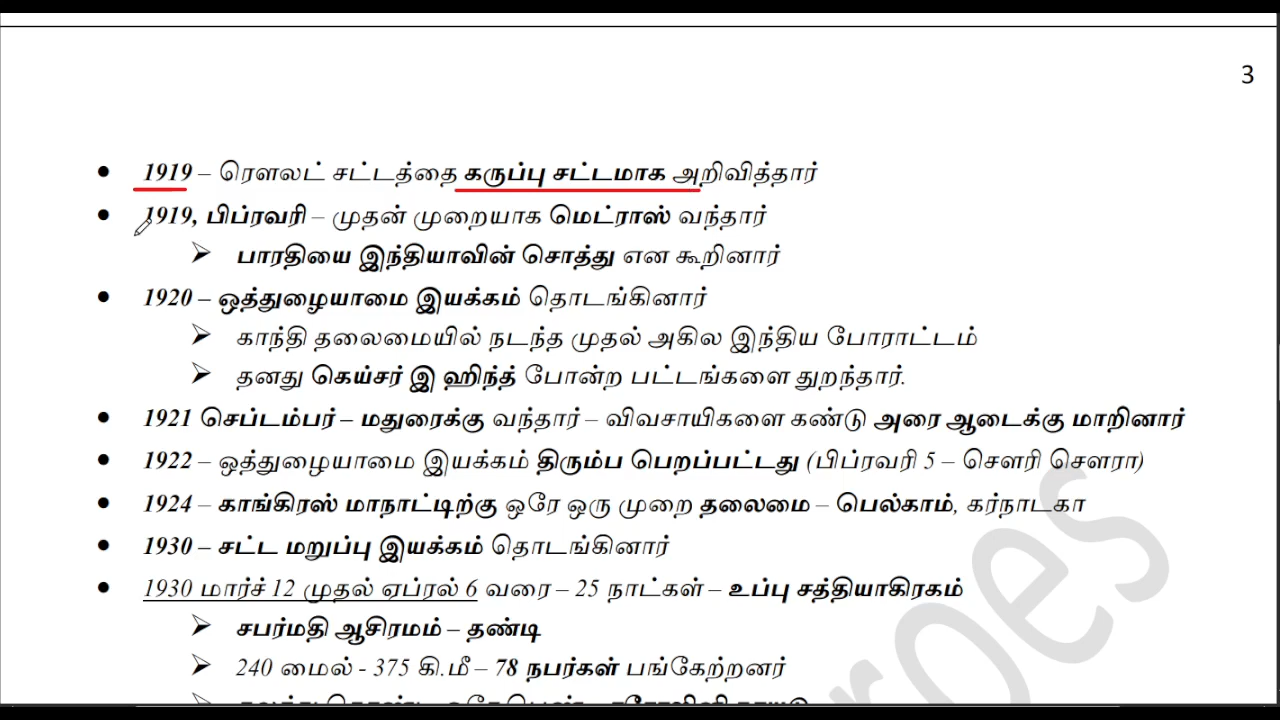 3
• 1919 – ரௌலட் சட்டத்தை கருப்பு சட்டமாக அறிவித்தார்
• 1919, பிப்ரவரி – முதன் முறையாக மெட்ராஸ் வந்தார்
➢ பாரதியை இந்தியாவின் சொத்து என கூறினார்
• 1920 – ஒத்துழையாமை இயக்கம் தொடங்கினார்
➢ காந்தி தலைமையில் நடந்த முதல் அகில இந்திய போராட்டம்
➢ தனது கெய்சர் இ ஹிந்த் போன்ற பட்டங்களை துறந்தார்.
• 1921 செப்டம்பர் – மதுரைக்கு வந்தார் – விவசாயிகளை கண்டு அரை ஆடைக்கு மாறினார்
• 1922 – ஒத்துழையாமை இயக்கம் திரும்ப பெறப்பட்டது (பிப்ரவரி 5 – சௌரி சௌரா)
• 1924 – காங்கிரஸ் மாநாட்டிற்கு ஒரே ஒரு முறை தலைமை – பெல்காம், கர்நாடகா
• 1930 – சட்ட மறுப்பு இயக்கம் தொடங்கினார்
• 1930 மார்ச் 12 முதல் ஏப்ரல் 6 வரை – 25 நாட்கள் – உப்பு சத்தியாகிரகம்
➢ சபர்மதி ஆசிரமம் – தண்டி
➢ 240 மைல் - 375 கி.மீ – 78 நபர்கள் பங்கேற்றனர்
oes